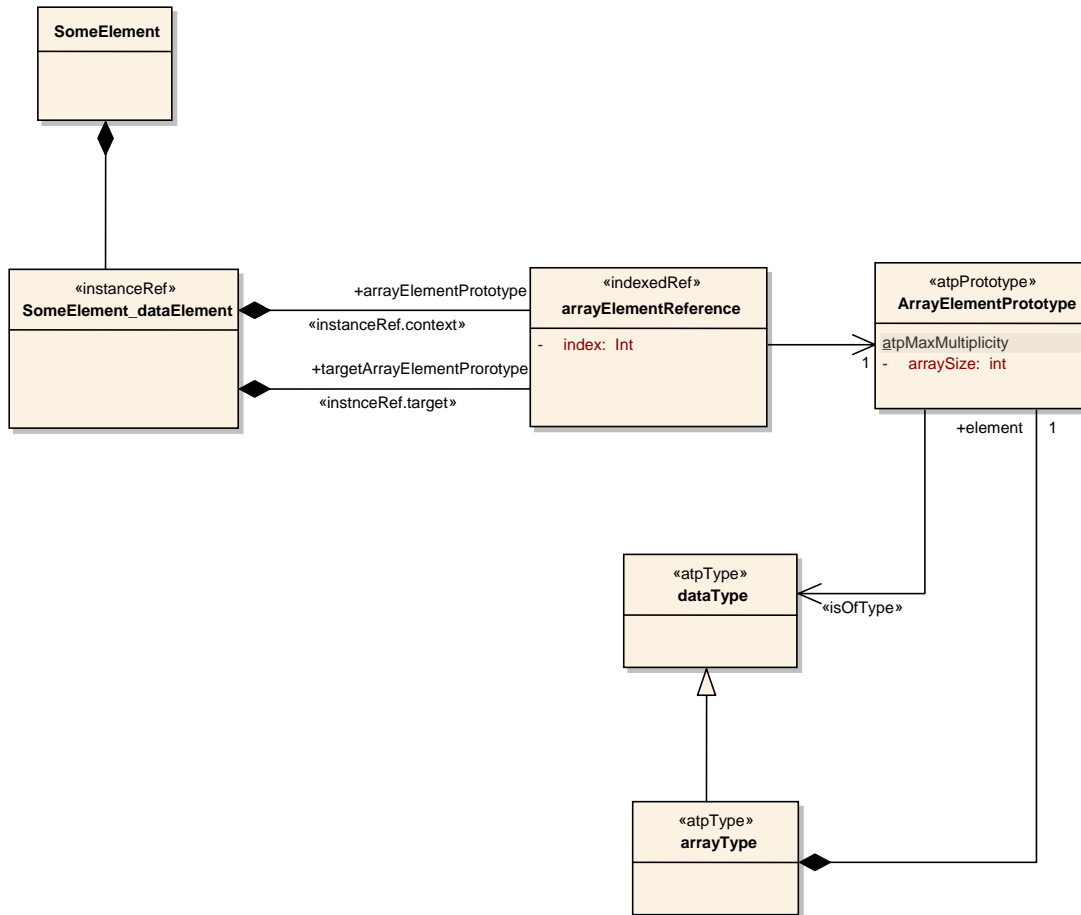 SomeElement
«instanceRef»
SomeElement_dataElement
+arrayElementPrototype
«instanceRef.context»
+targetArrayElementProrotype
«instnceRef.target»
«indexedRef»
arrayElementReference
- index: Int
1
«atpPrototype»
ArrayElementPrototype
atpMaxMultiplicity
- arraySize: int
+element 1
«atpType»
dataType
«isOfType»
«atpType»
arrayType